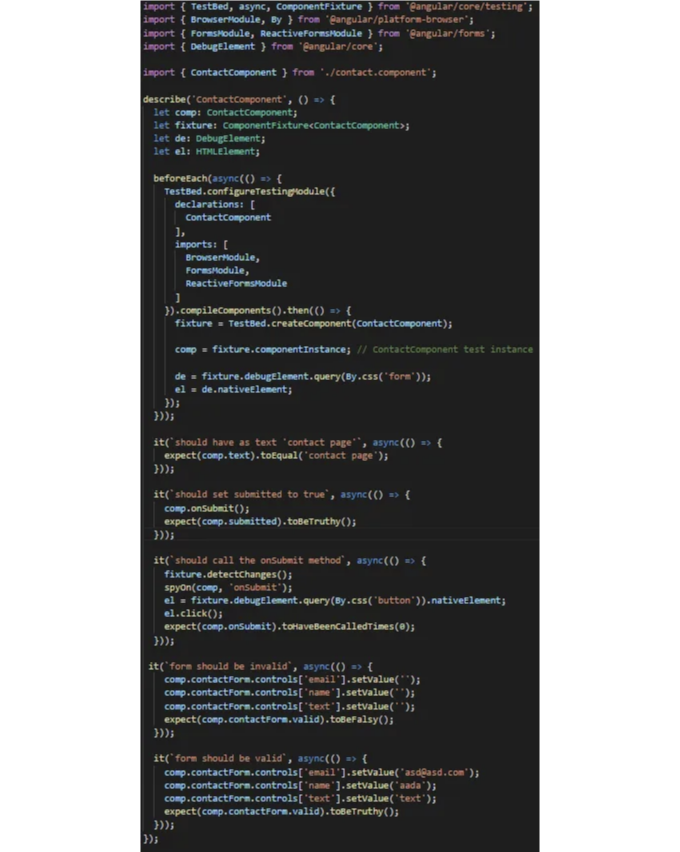 import { TestBed, async, ComponentFixture } from '@angular/core/testing';
import { BrowserModule, By } from '@angular/platform-browser';
import { FormsModule, ReactiveFormsModule } from '@angular/forms';
import { DebugElement } from '@angular/core';
import { ContactComponent } from './contact.component';
describe('ContactComponent', () => {
let comp: ContactComponent;
let fixture: ComponentFixture<ContactComponent>;
let de: DebugElement;
let el: HTMLElement;
beforeEach(async(() => {
TestBed.configureTestingModule({
declarations: [
ContactComponent
],
imports: [
BrowserModule,
FormsModule,
ReactiveFormsModule
]
}).compileComponents().then(() => {
fixture = TestBed.createComponent(ContactComponent);
comp = fixture.componentInstance; // ContactComponent test instance
de = fixture.debugElement.query(By.css('form'));
el = de.nativeElement;
});
}));
it(`should have as text 'contact page'`, async(() => {
expect(comp.text).toEqual('contact page');
}));
it(`should set submitted to true`, async(() => {
comp.onSubmit();
expect(comp.submitted).toBeTruthy();
}));
it(`should call the onSubmit method`, async(() => {
fixture.detectChanges();
spyOn(comp, 'onSubmit');
el = fixture.debugElement.query(By.css('button')).nativeElement;
el.click();
expect(comp.onSubmit).toHaveBeenCalledTimes(0);
}));
it(`form should be invalid`, async(() => {
comp.contactForm.controls['email'].setValue('');
comp.contactForm.controls['name'].setValue('');
comp.contactForm.controls['text'].setValue('');
expect(comp.contactForm.valid).toBeFalsy();
}));
it(`form should be valid`, async(() => {
comp.contactForm.controls['email'].setValue('asd@asd.com');
comp.contactForm.controls['name'].setValue('aada');
comp.contactForm.controls['text'].setValue('text');
expect(comp.contactForm.valid).toBeTruthy();
}));
});